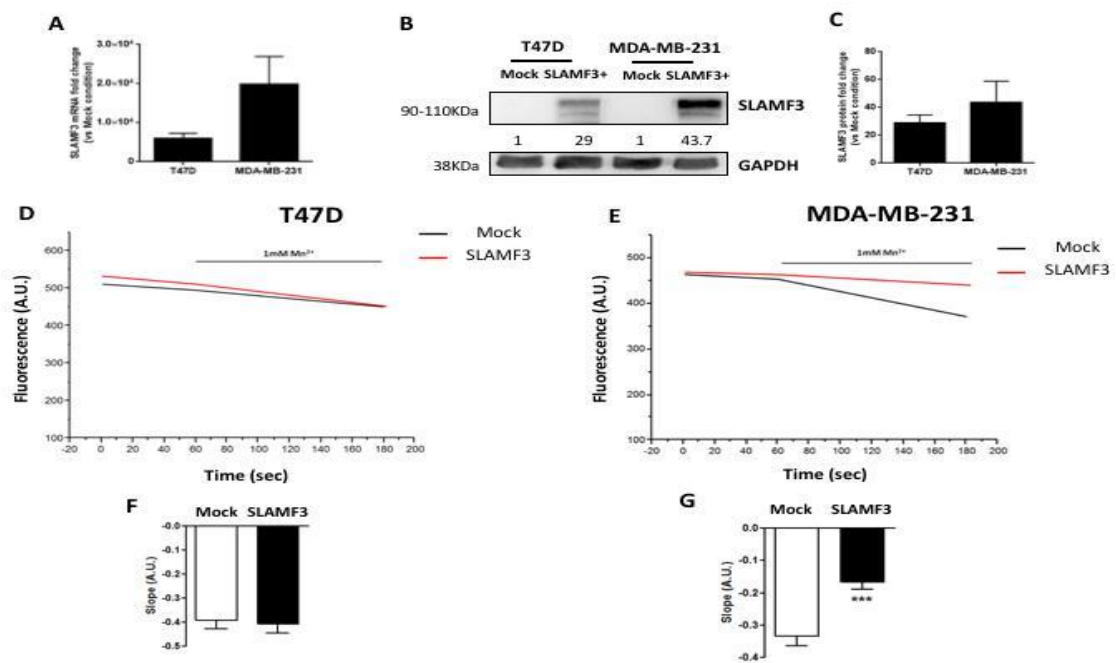 A
SLAMF3 mRNA fold change
(vs Mock condition)
3.0×10⁴
2.0×10⁴
1.0×10⁴
0
T47D MDA-MB-231
B
T47D MDA-MB-231
Mock SLAMF3+ Mock SLAMF3+
90-110KDa SLAMF3
1 29 1 43.7
38KDa GAPDH
C
SLAMF3 protein fold change
(vs Mock condition)
80
60
40
20
0
T47D MDA-MB-231
D
T47D
Mock
SLAMF3
1mM Mn²⁺
Fluorescence (A.U.)
600
500
400
300
200
100
-20 0 20 40 60 80 100 120 140 160 180 200
Time (sec)
E
MDA-MB-231
Mock
SLAMF3
1mM Mn²⁺
Fluorescence (A.U.)
500
400
300
200
100
-20 0 20 40 60 80 100 120 140 160 180 200
Time (sec)
F
Mock SLAMF3
Slope (A.U.)
-0.0
-0.1
-0.2
-0.3
-0.4
-0.5
G
Mock SLAMF3
Slope (A.U.)
0.0
-0.1
-0.2
-0.3
-0.4
***